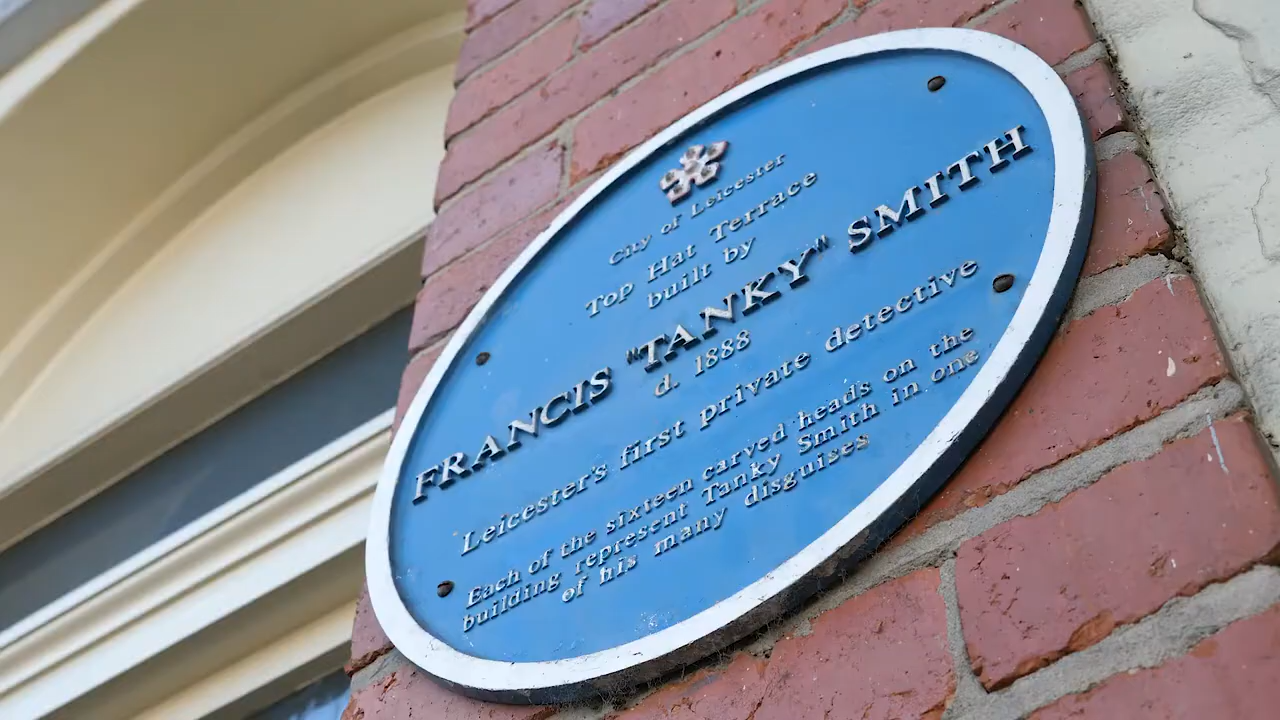 City of Leicester
Top Hat Terrace
built by
FRANCIS "TANKY" SMITH
d. 1888
Leicester's first private detective
Each of the sixteen carved heads on the
building represent Tanky Smith in one
of his many disguises